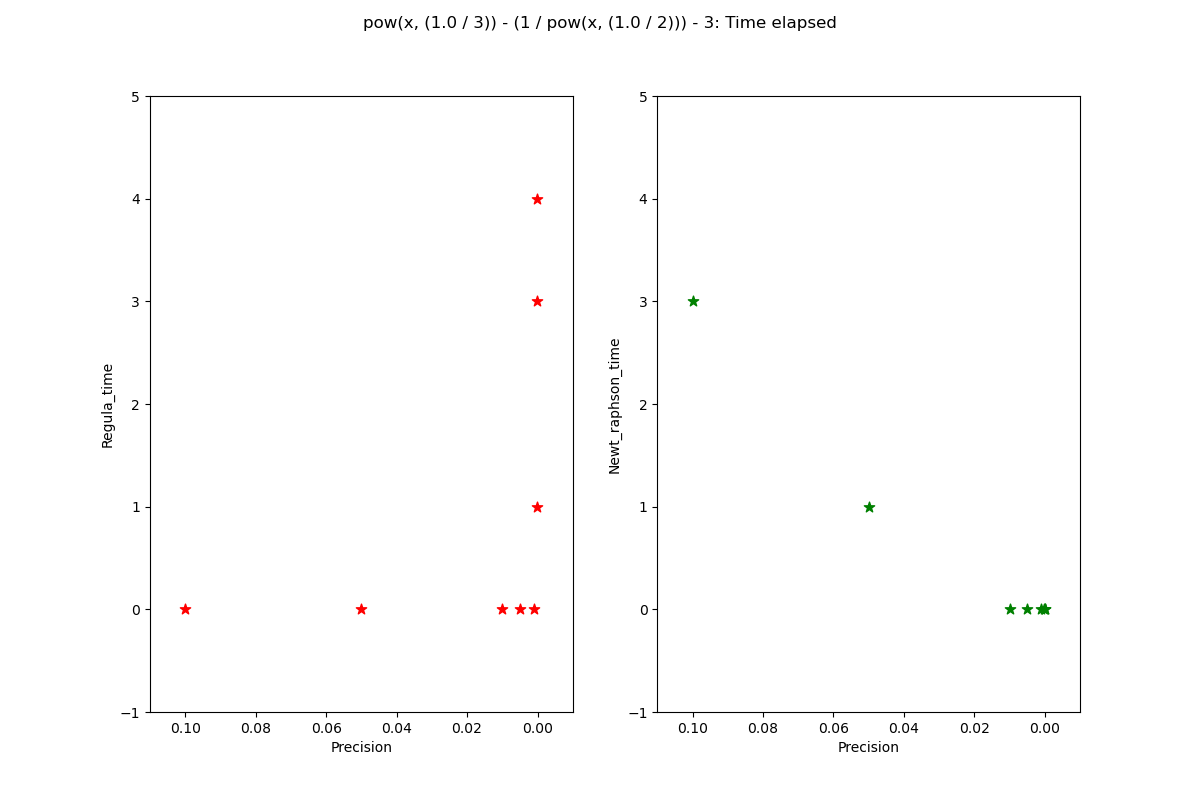 pow(x, (1.0 / 3)) - (1 / pow(x, (1.0 / 2))) - 3: Time elapsed
5
4
3
2
1
0
−1
Regula_time
0.10 0.08 0.06 0.04 0.02 0.00
Precision
5
4
3
2
1
0
−1
Newt_raphson_time
0.10 0.08 0.06 0.04 0.02 0.00
Precision